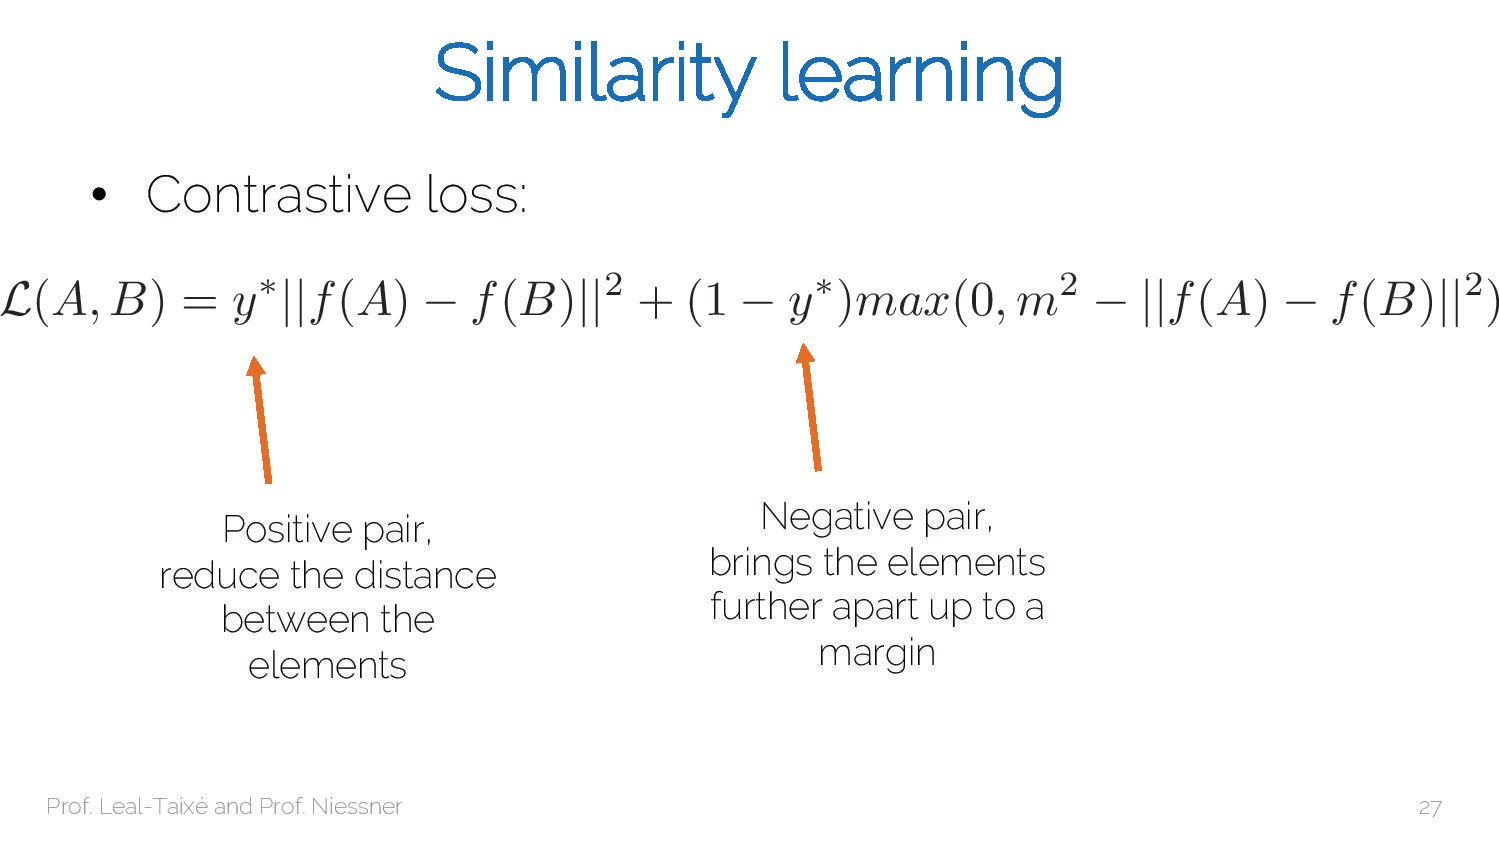 Similarity learning
• Contrastive loss:
ℒ(A, B) = y*||f(A) − f(B)||² + (1 − y*)max(0, m² − ||f(A) − f(B)||²)
Positive pair,
reduce the distance
between the
elements
Negative pair,
brings the elements
further apart up to a
margin
Prof. Leal-Taixé and Prof. Niessner
27